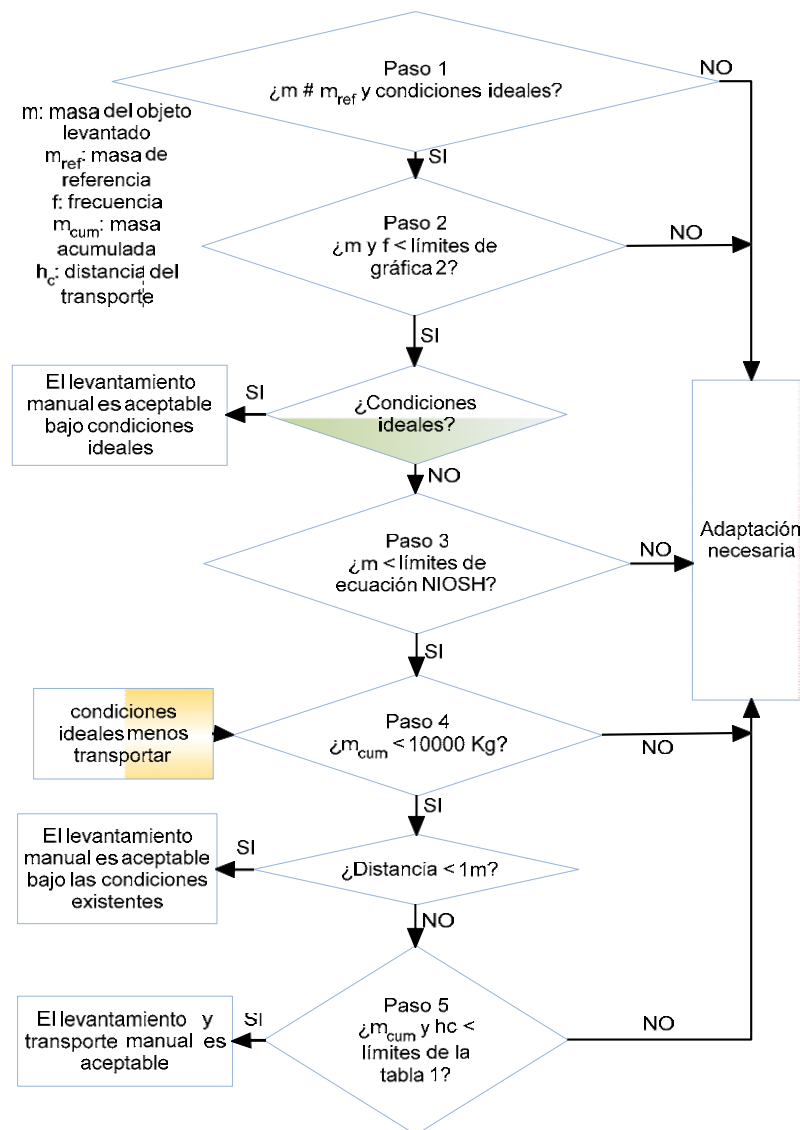 Paso 1
¿m # mref y condiciones ideales?
NO
m: masa del objeto
levantado
mref: masa de
referencia
f: frecuencia
mcum: masa
acumulada
hc: distancia del
transporte
SI
Paso 2
¿m y f < límites de
gráfica 2?
NO
SI
El levantamiento
manual es aceptable
bajo condiciones
ideales
SI
¿Condiciones
ideales?
NO
Paso 3
¿m < límites de
ecuación NIOSH?
NO
Adaptación
necesaria
SI
condiciones
ideales menos
transportar
Paso 4
¿mcum < 10000 Kg?
NO
SI
El levantamiento
manual es aceptable
bajo las condiciones
existentes
SI
¿Distancia < 1m?
NO
El levantamiento y
transporte manual es
aceptable
SI
Paso 5
¿mcum y hc <
límites de la
tabla 1?
NO